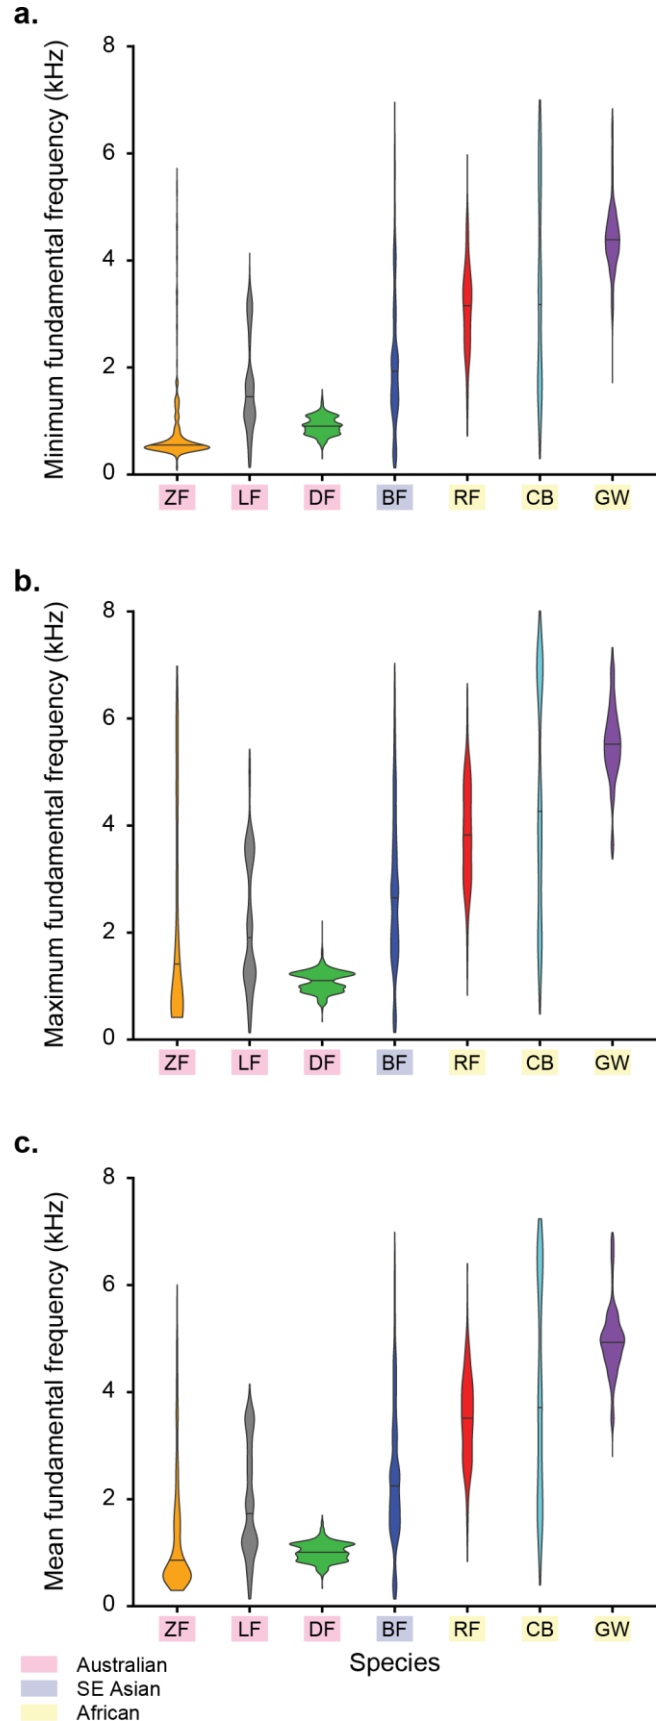 a.
Minimum fundamental frequency (kHz)
8
6
4
2
0
ZF LF DF BF RF CB GW
b.
Maximum fundamental frequency (kHz)
8
6
4
2
0
ZF LF DF BF RF CB GW
c.
Mean fundamental frequency (kHz)
8
6
4
2
0
ZF LF DF BF RF CB GW
Species
Australian
SE Asian
African